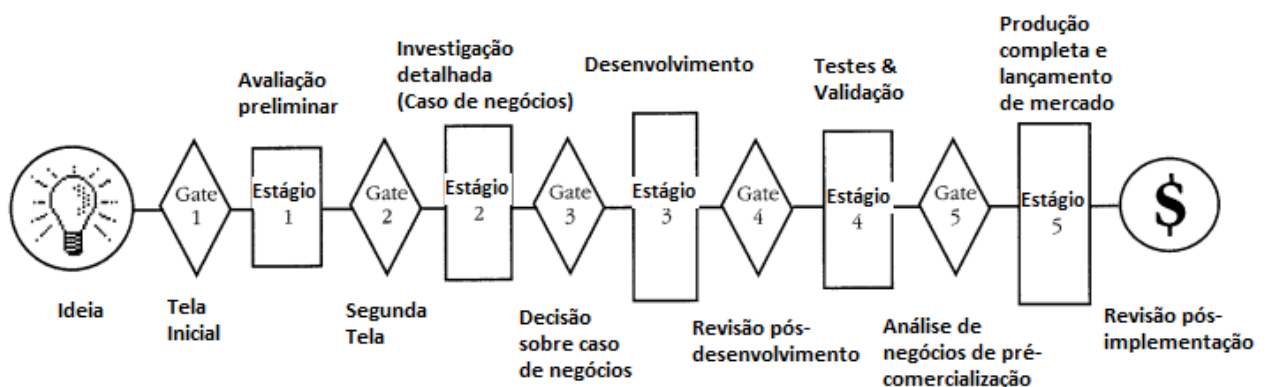 Investigação
detalhada
(Caso de negócios)
Avaliação
preliminar
Desenvolvimento
Testes &
Validação
Produção
completa e
lançamento
de mercado
Gate
1
Estágio
1
Gate
2
Estágio
2
Gate
3
Estágio
3
Gate
4
Estágio
4
Gate
5
Estágio
5
$
Ideia
Tela
Inicial
Segunda
Tela
Decisão
sobre caso
de negócios
Revisão pós-
desenvolvimento
Análise de
negócios de pré-
comercialização
Revisão pós-
implementação